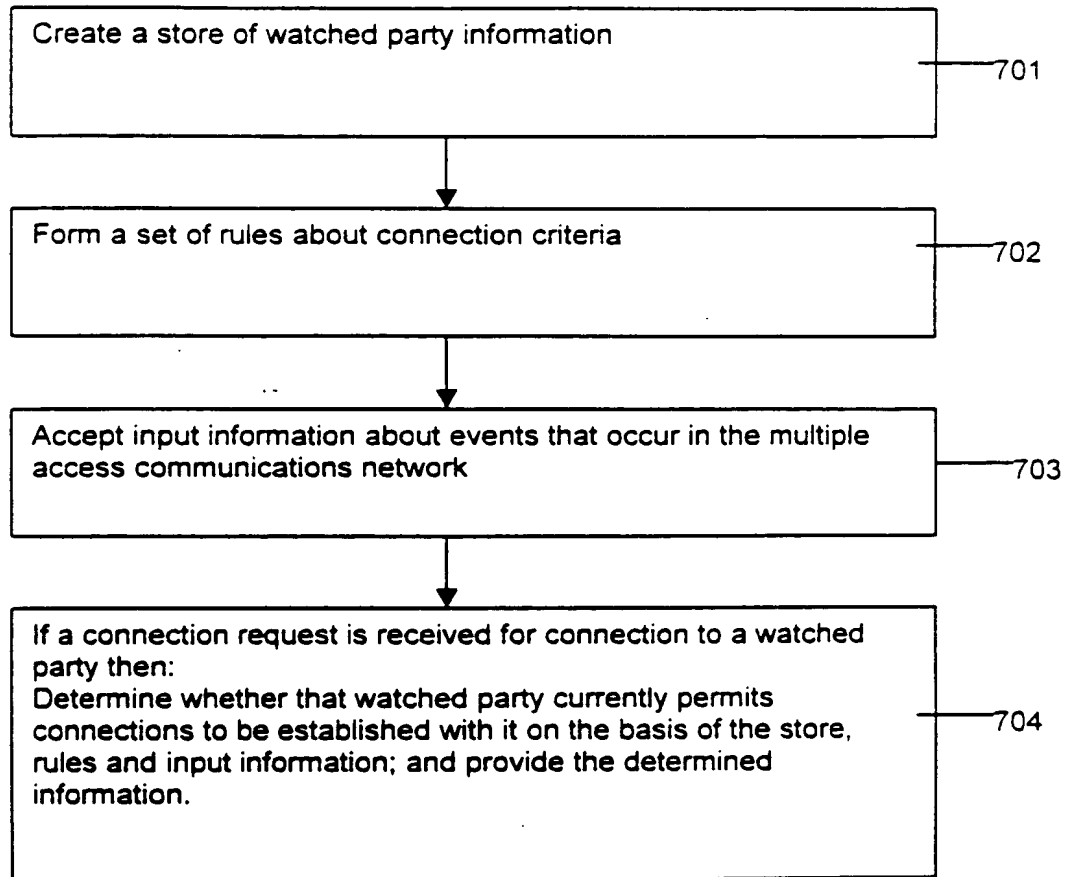 Create a store of watched party information
701
Form a set of rules about connection criteria
702
Accept input information about events that occur in the multiple
access communications network
703
If a connection request is received for connection to a watched
party then:
Determine whether that watched party currently permits
connections to be established with it on the basis of the store,
rules and input information; and provide the determined
information.
704